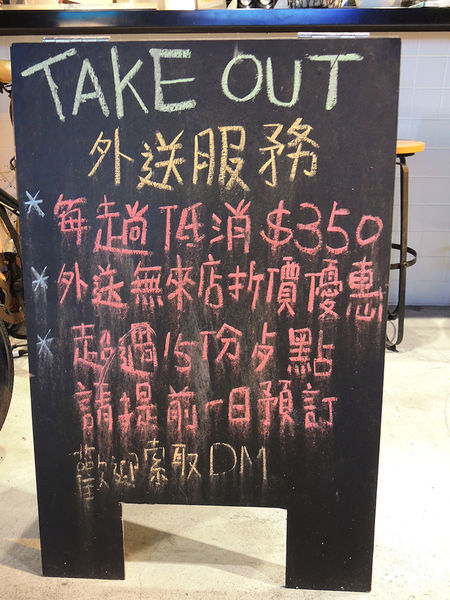 TAKE OUT
外送服務
* 每趟低消$350
* 外送無來店折價優惠
* 超過15份歺點
請提前一日預訂
歡迎索取DM